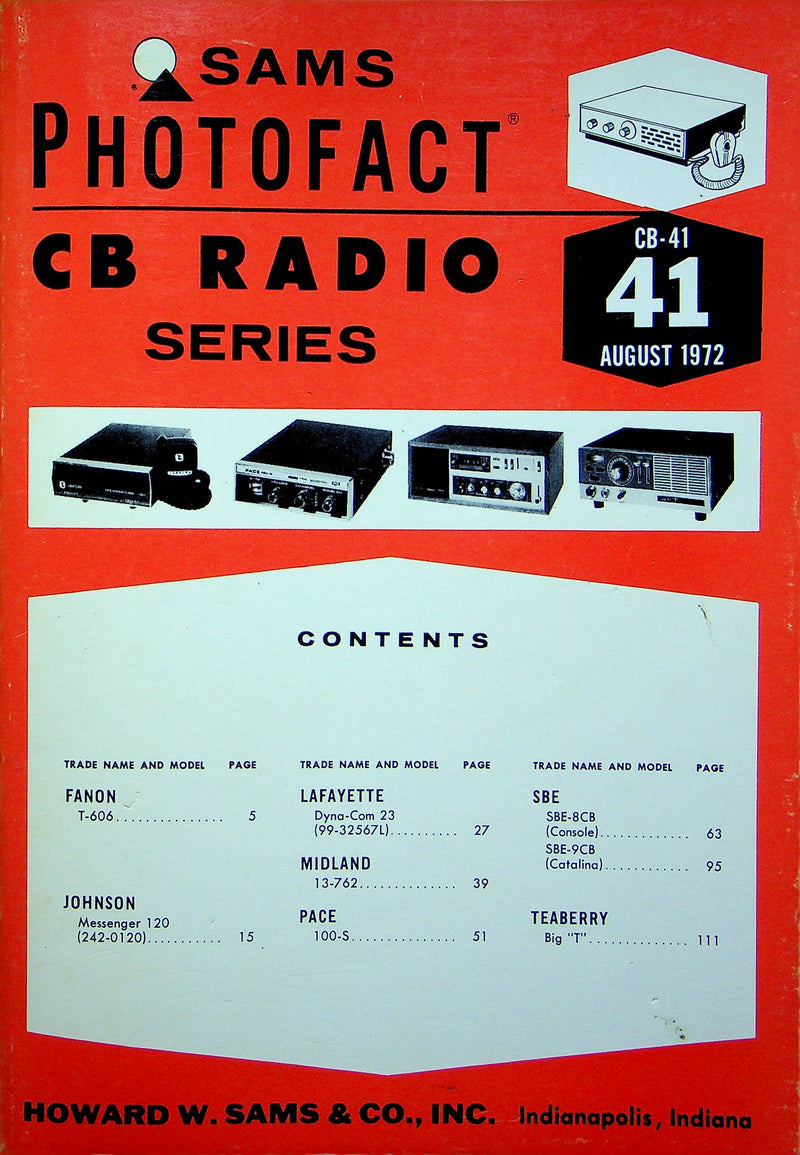 SAMS
PHOTOFACT®
CB RADIO
SERIES
CB-41
41
AUGUST 1972
CONTENTS
TRADE NAME AND MODEL PAGE
FANON
T-606............... 5
JOHNSON
Messenger 120
(242-0120)........... 15
TRADE NAME AND MODEL PAGE
LAFAYETTE
Dyna-Com 23
(99-32567L).......... 27
MIDLAND
13-762.............. 39
PACE
100-S............... 51
TRADE NAME AND MODEL PAGE
SBE
SBE-8CB
(Console)............. 63
SBE-9CB
(Catalina)............ 95
TEABERRY
Big "T".............. 111
HOWARD W. SAMS & CO., INC. Indianapolis, Indiana